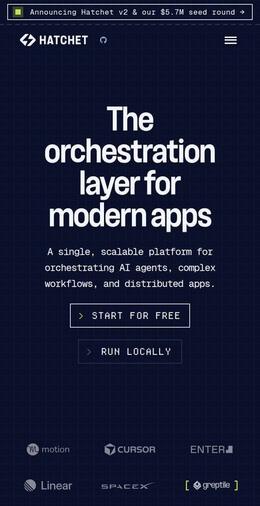 Announcing Hatchet v2 & our $5.7M seed round →
HATCHET
The
orchestration
layer for
modern apps
A single, scalable platform for
orchestrating AI agents, complex
workflows, and distributed apps.
> START FOR FREE
> RUN LOCALLY
motion
CURSOR
ENTER
Linear
SPACEX
[ greptile ]